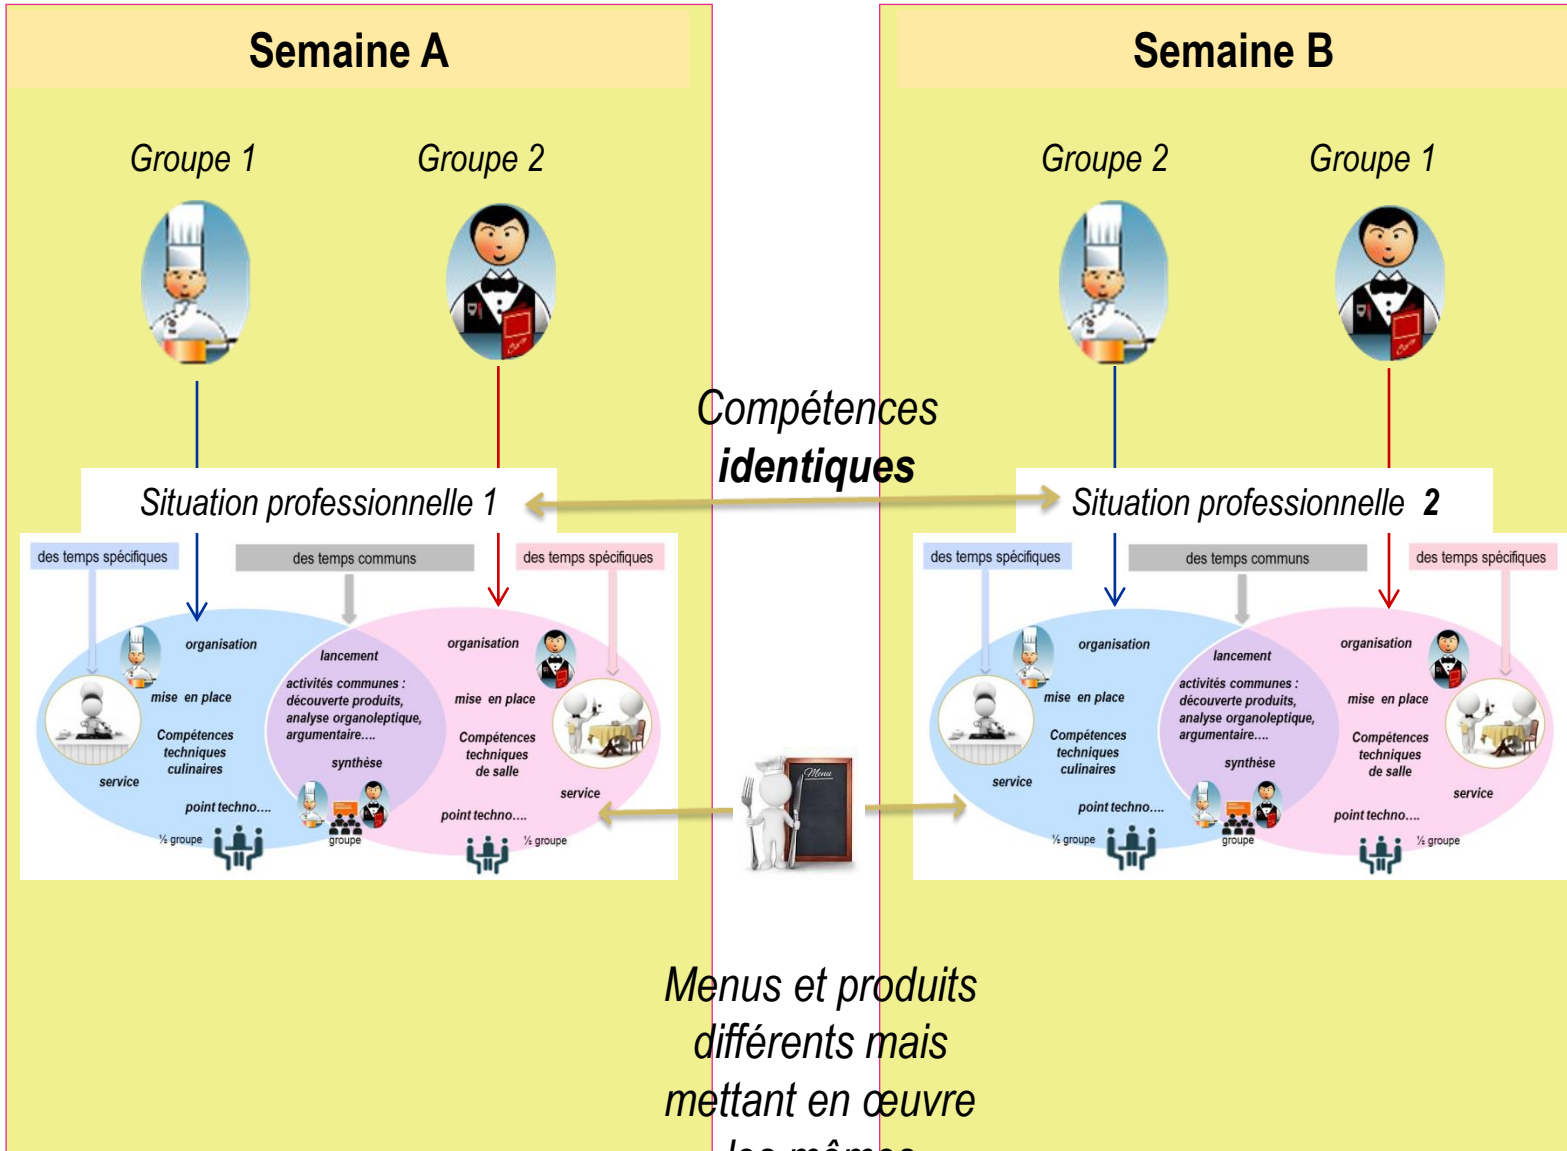 Semaine A
Groupe 1
Groupe 2
Situation professionnelle 1
des temps spécifiques
des temps communs
des temps spécifiques
organisation
mise en place
Compétences
techniques
culinaires
service
point techno....
½ groupe
lancement
activités communes :
découverte produits,
analyse organoleptique,
argumentaire....
synthèse
groupe
organisation
mise en place
Compétences
techniques
de salle
service
point techno....
½ groupe
Compétences
identiques
Menu
Menus et produits
différents mais
mettant en œuvre
les mêmes
Semaine B
Groupe 2
Groupe 1
Situation professionnelle 2
des temps spécifiques
des temps communs
des temps spécifiques
organisation
mise en place
Compétences
techniques
culinaires
service
point techno....
½ groupe
lancement
activités communes :
découverte produits,
analyse organoleptique,
argumentaire....
synthèse
groupe
organisation
mise en place
Compétences
techniques
de salle
service
point techno....
½ groupe